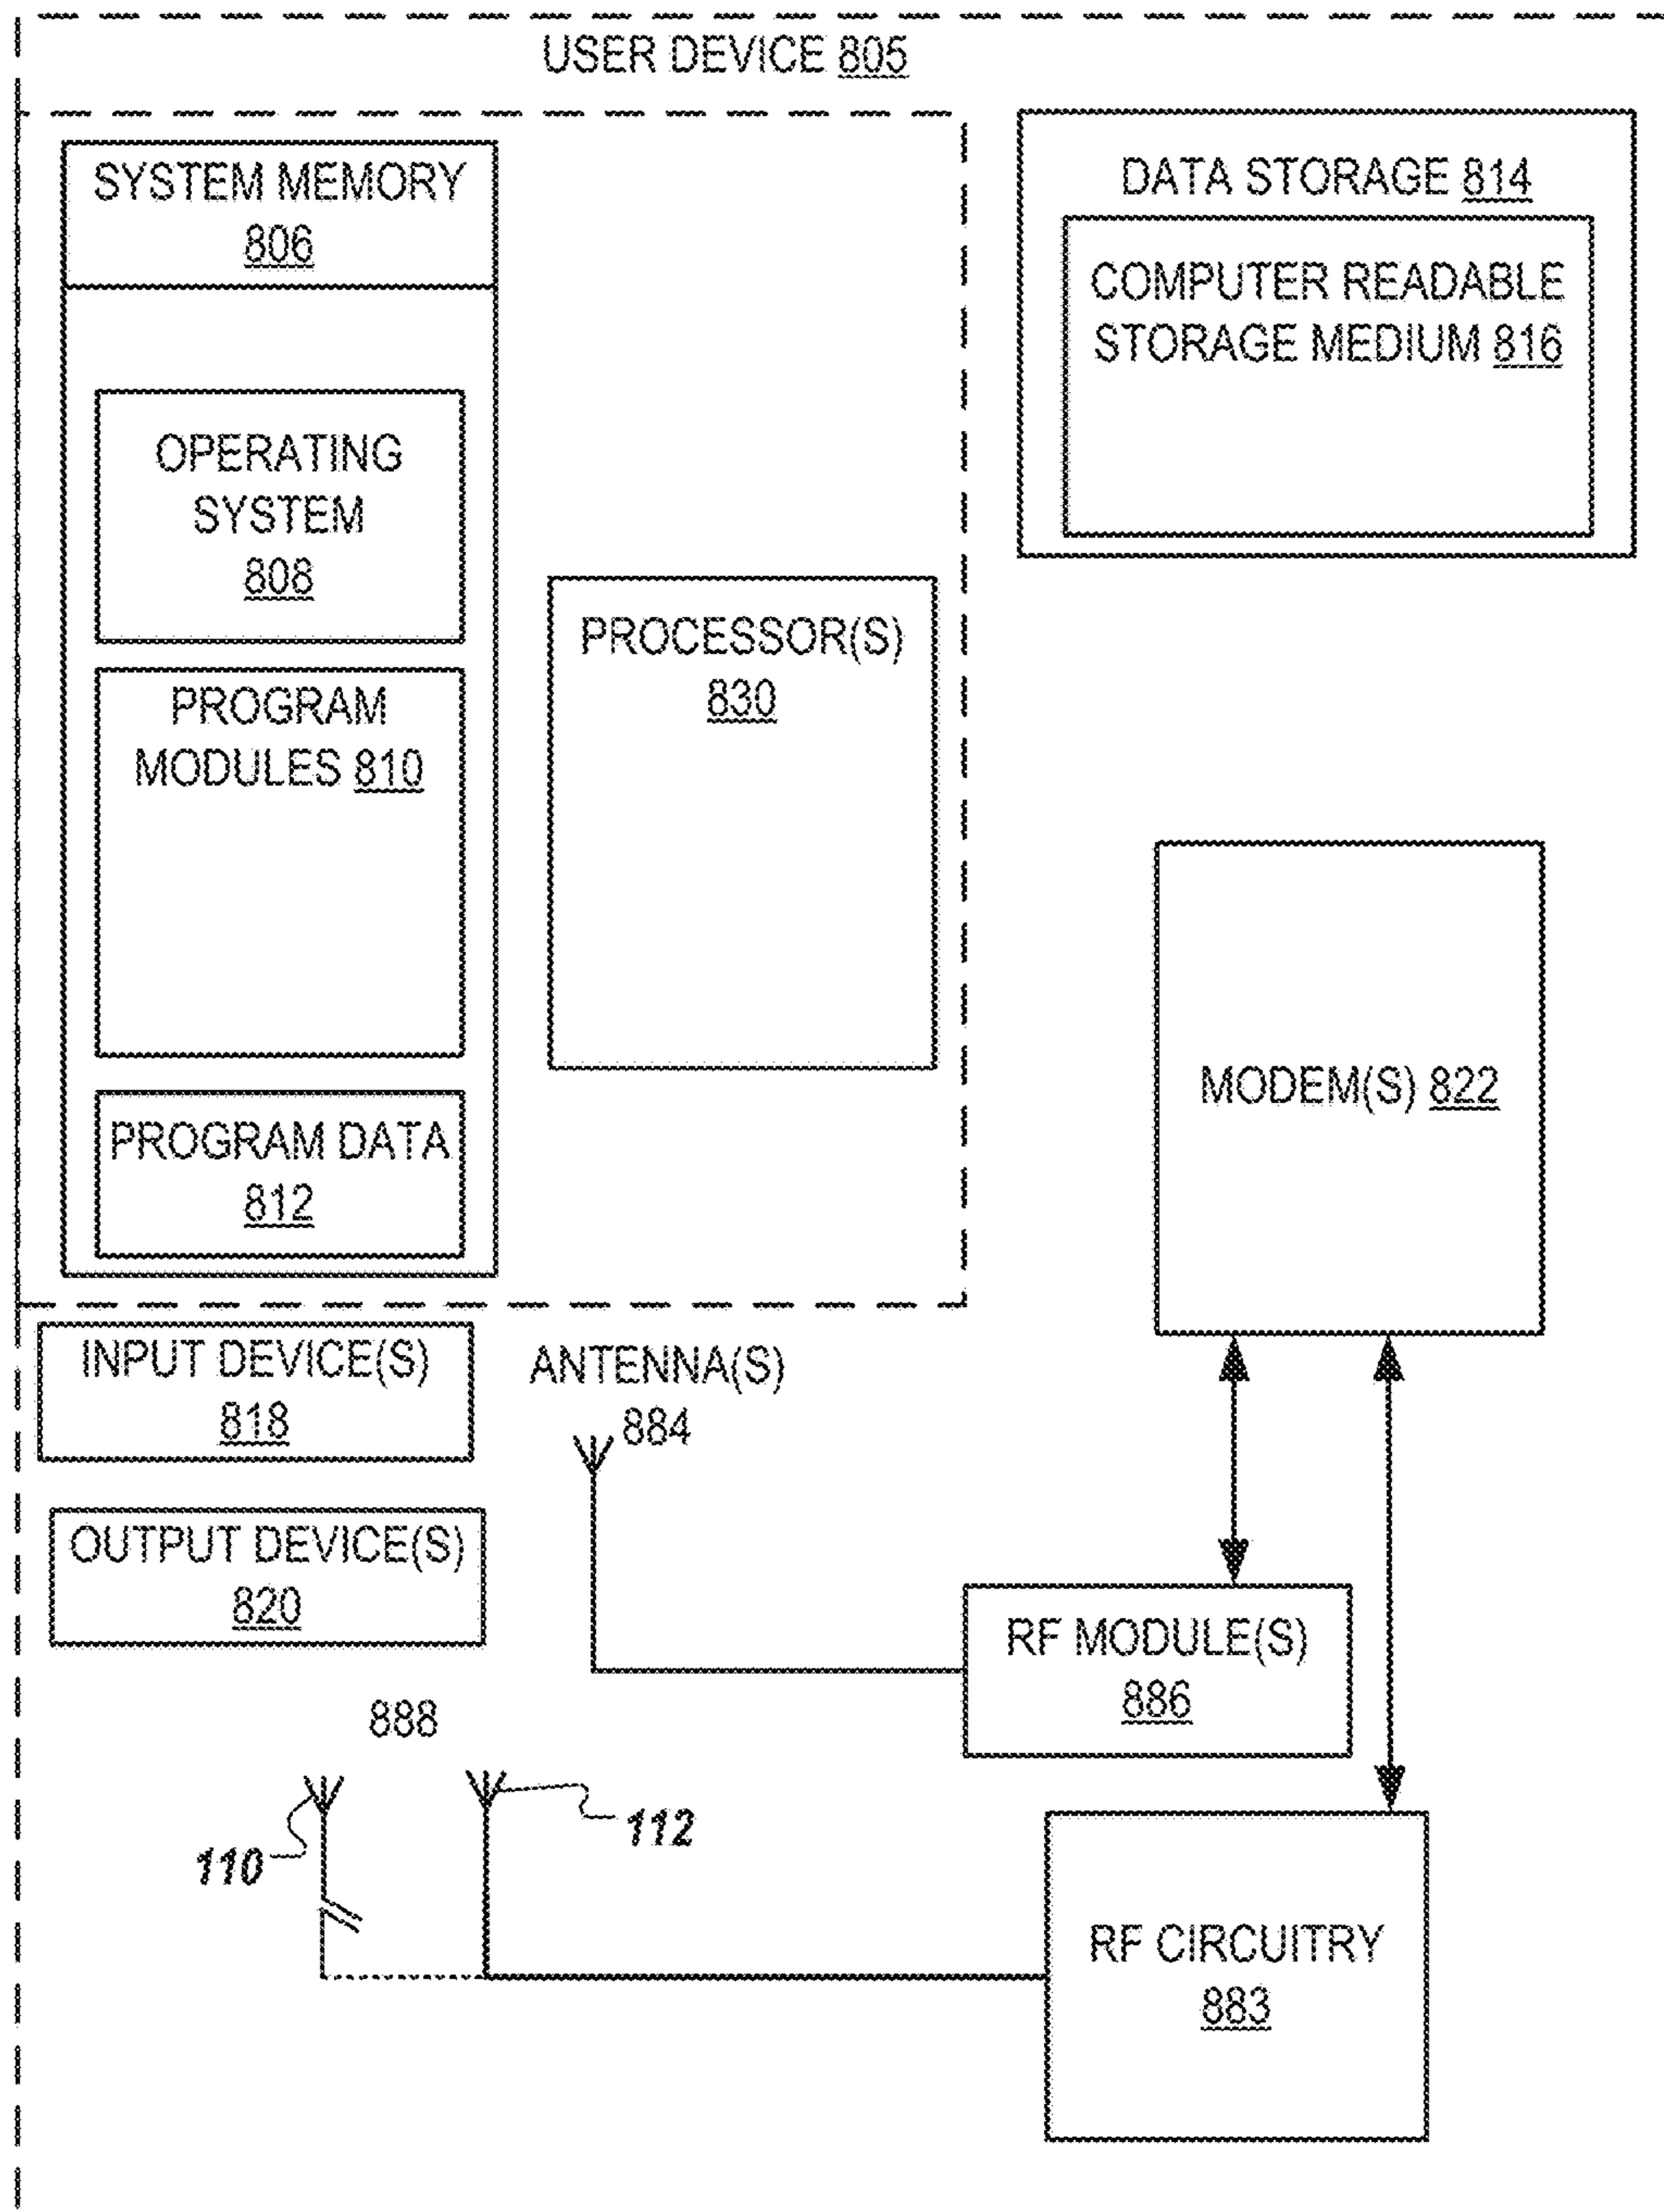 USER DEVICE 805
SYSTEM MEMORY
806
OPERATING
SYSTEM
808
PROGRAM
MODULES 810
PROGRAM DATA
812
PROCESSOR(S)
830
DATA STORAGE 814
COMPUTER READABLE
STORAGE MEDIUM 816
MODEM(S) 822
INPUT DEVICE(S)
818
OUTPUT DEVICE(S)
820
ANTENNA(S)
884
RF MODULE(S)
886
888
110
112
RF CIRCUITRY
883